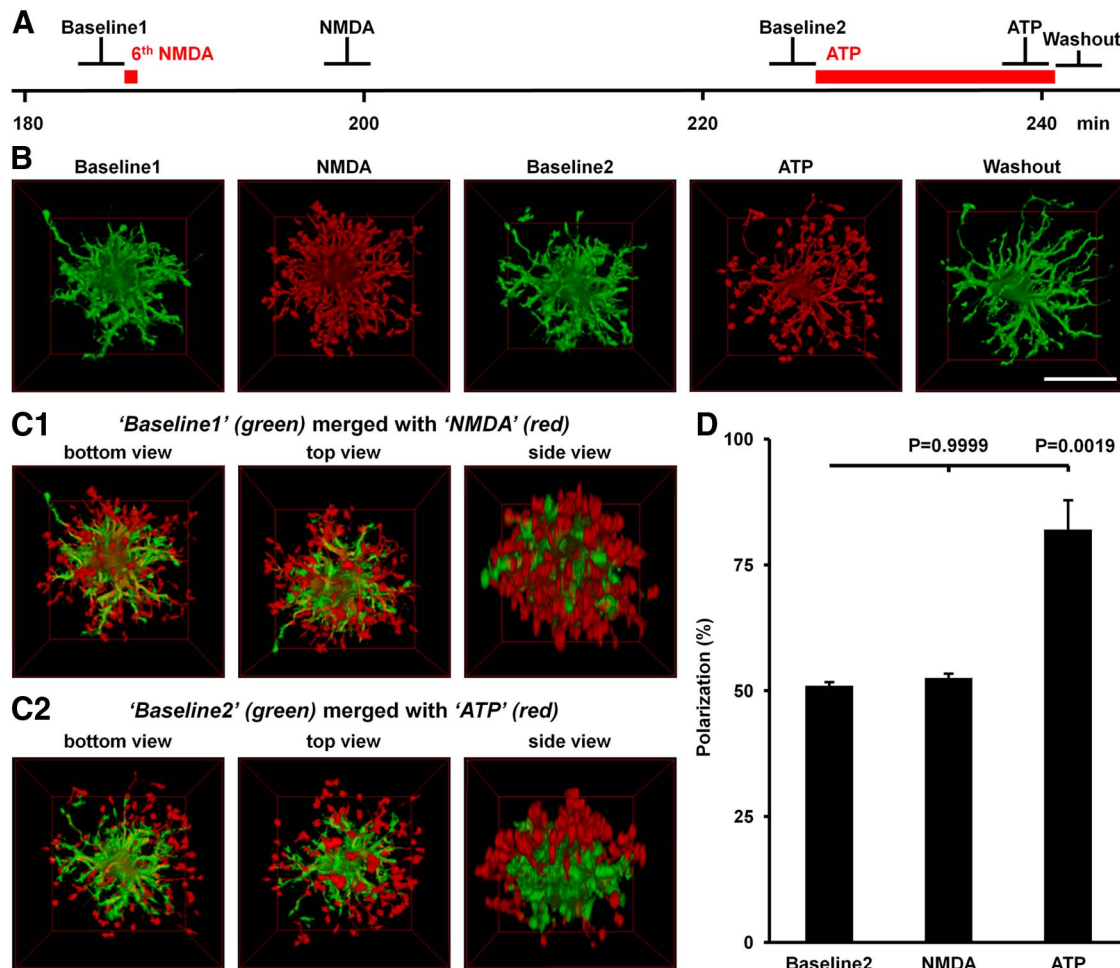 A
Baseline1
NMDA
Baseline2
ATP
Washout
6th NMDA
ATP
180
200
220
240
min
B
Baseline1
NMDA
Baseline2
ATP
Washout
C1
‘Baseline1’ (green) merged with ‘NMDA’ (red)
bottom view
top view
side view
C2
‘Baseline2’ (green) merged with ‘ATP’ (red)
bottom view
top view
side view
D
100
75
50
25
0
Polarization (%)
P=0.9999
P=0.0019
Baseline2
NMDA
ATP